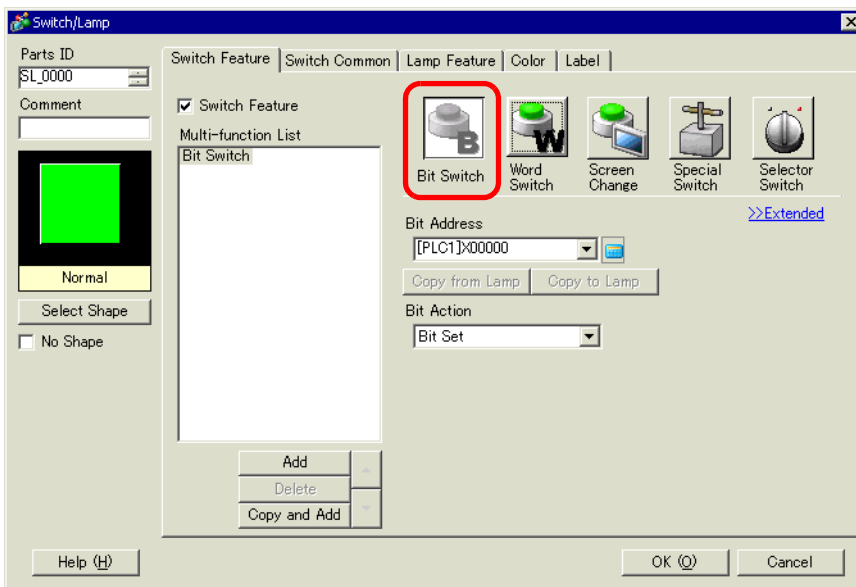 Switch/Lamp
Parts ID
SL_0000
Comment
Normal
Select Shape
No Shape
Switch Feature
Switch Common
Lamp Feature
Color
Label
Switch Feature
Multi-function List
Bit Switch
Add
Delete
Copy and Add
B
Bit Switch
W
Word
Switch
Screen
Change
Special
Switch
Selector
Switch
>>Extended
Bit Address
[PLC1]X00000
Copy from Lamp
Copy to Lamp
Bit Action
Bit Set
Help (H)
OK (O)
Cancel